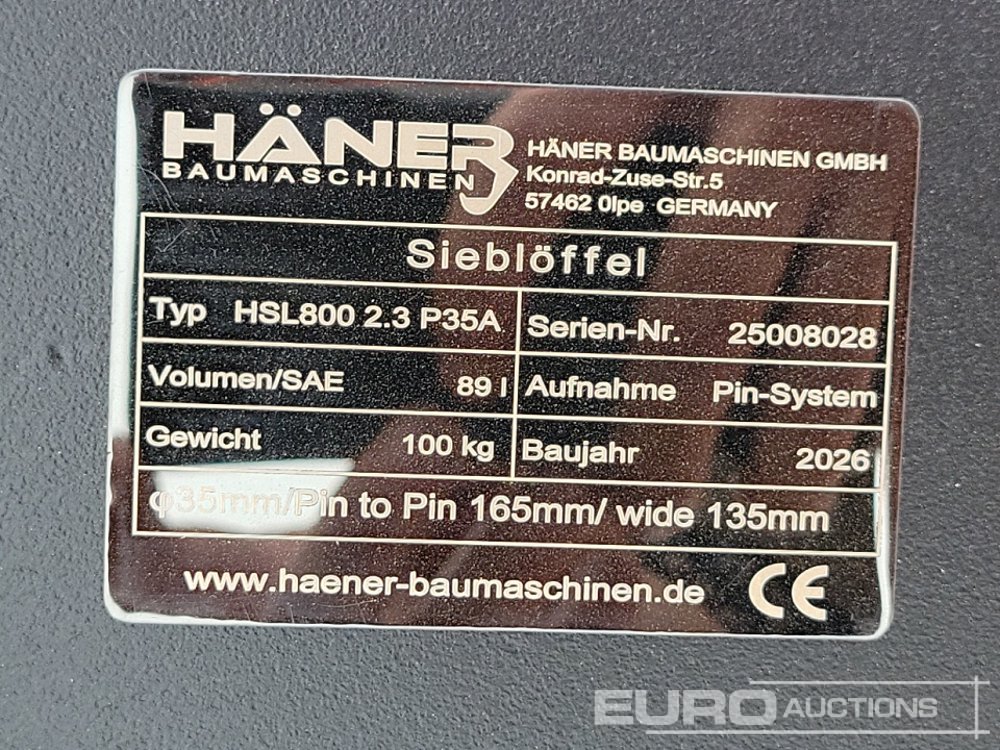 HÄNER
BAUMASCHINEN
HÄNER BAUMASCHINEN GMBH
Konrad-Zuse-Str.5
57462 Olpe GERMANY
Sieblöffel
Typ HSL800 2.3 P35A
Serien-Nr. 25008028
Volumen/SAE 89 l
Aufnahme Pin-System
Gewicht 100 kg
Baujahr 2026
φ35mm/Pin to Pin 165mm/ wide 135mm
www.haener-baumaschinen.de CE
EURO AUCTIONS